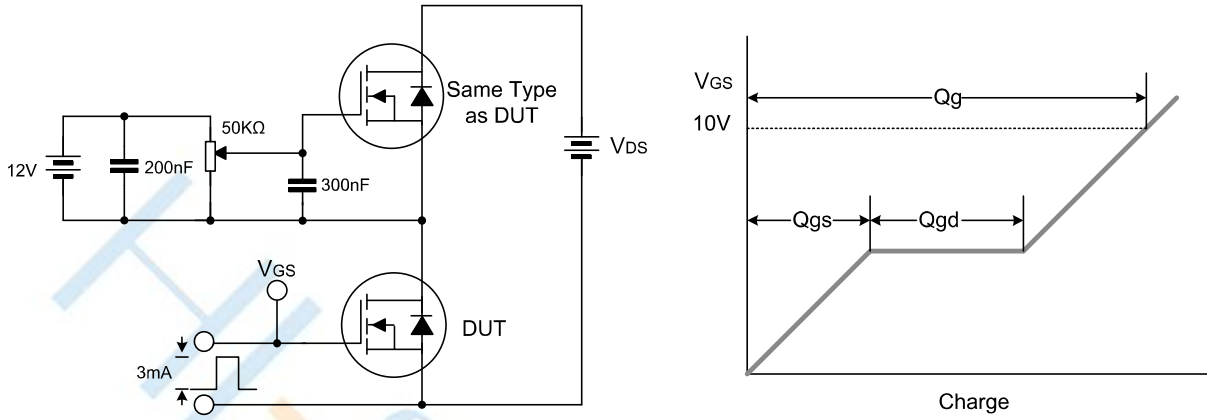 12V
200nF
50KΩ
300nF
Same Type
as DUT
VDS
VGS
3mA
DUT
VGS
10V
Qg
Qgs
Qgd
Charge